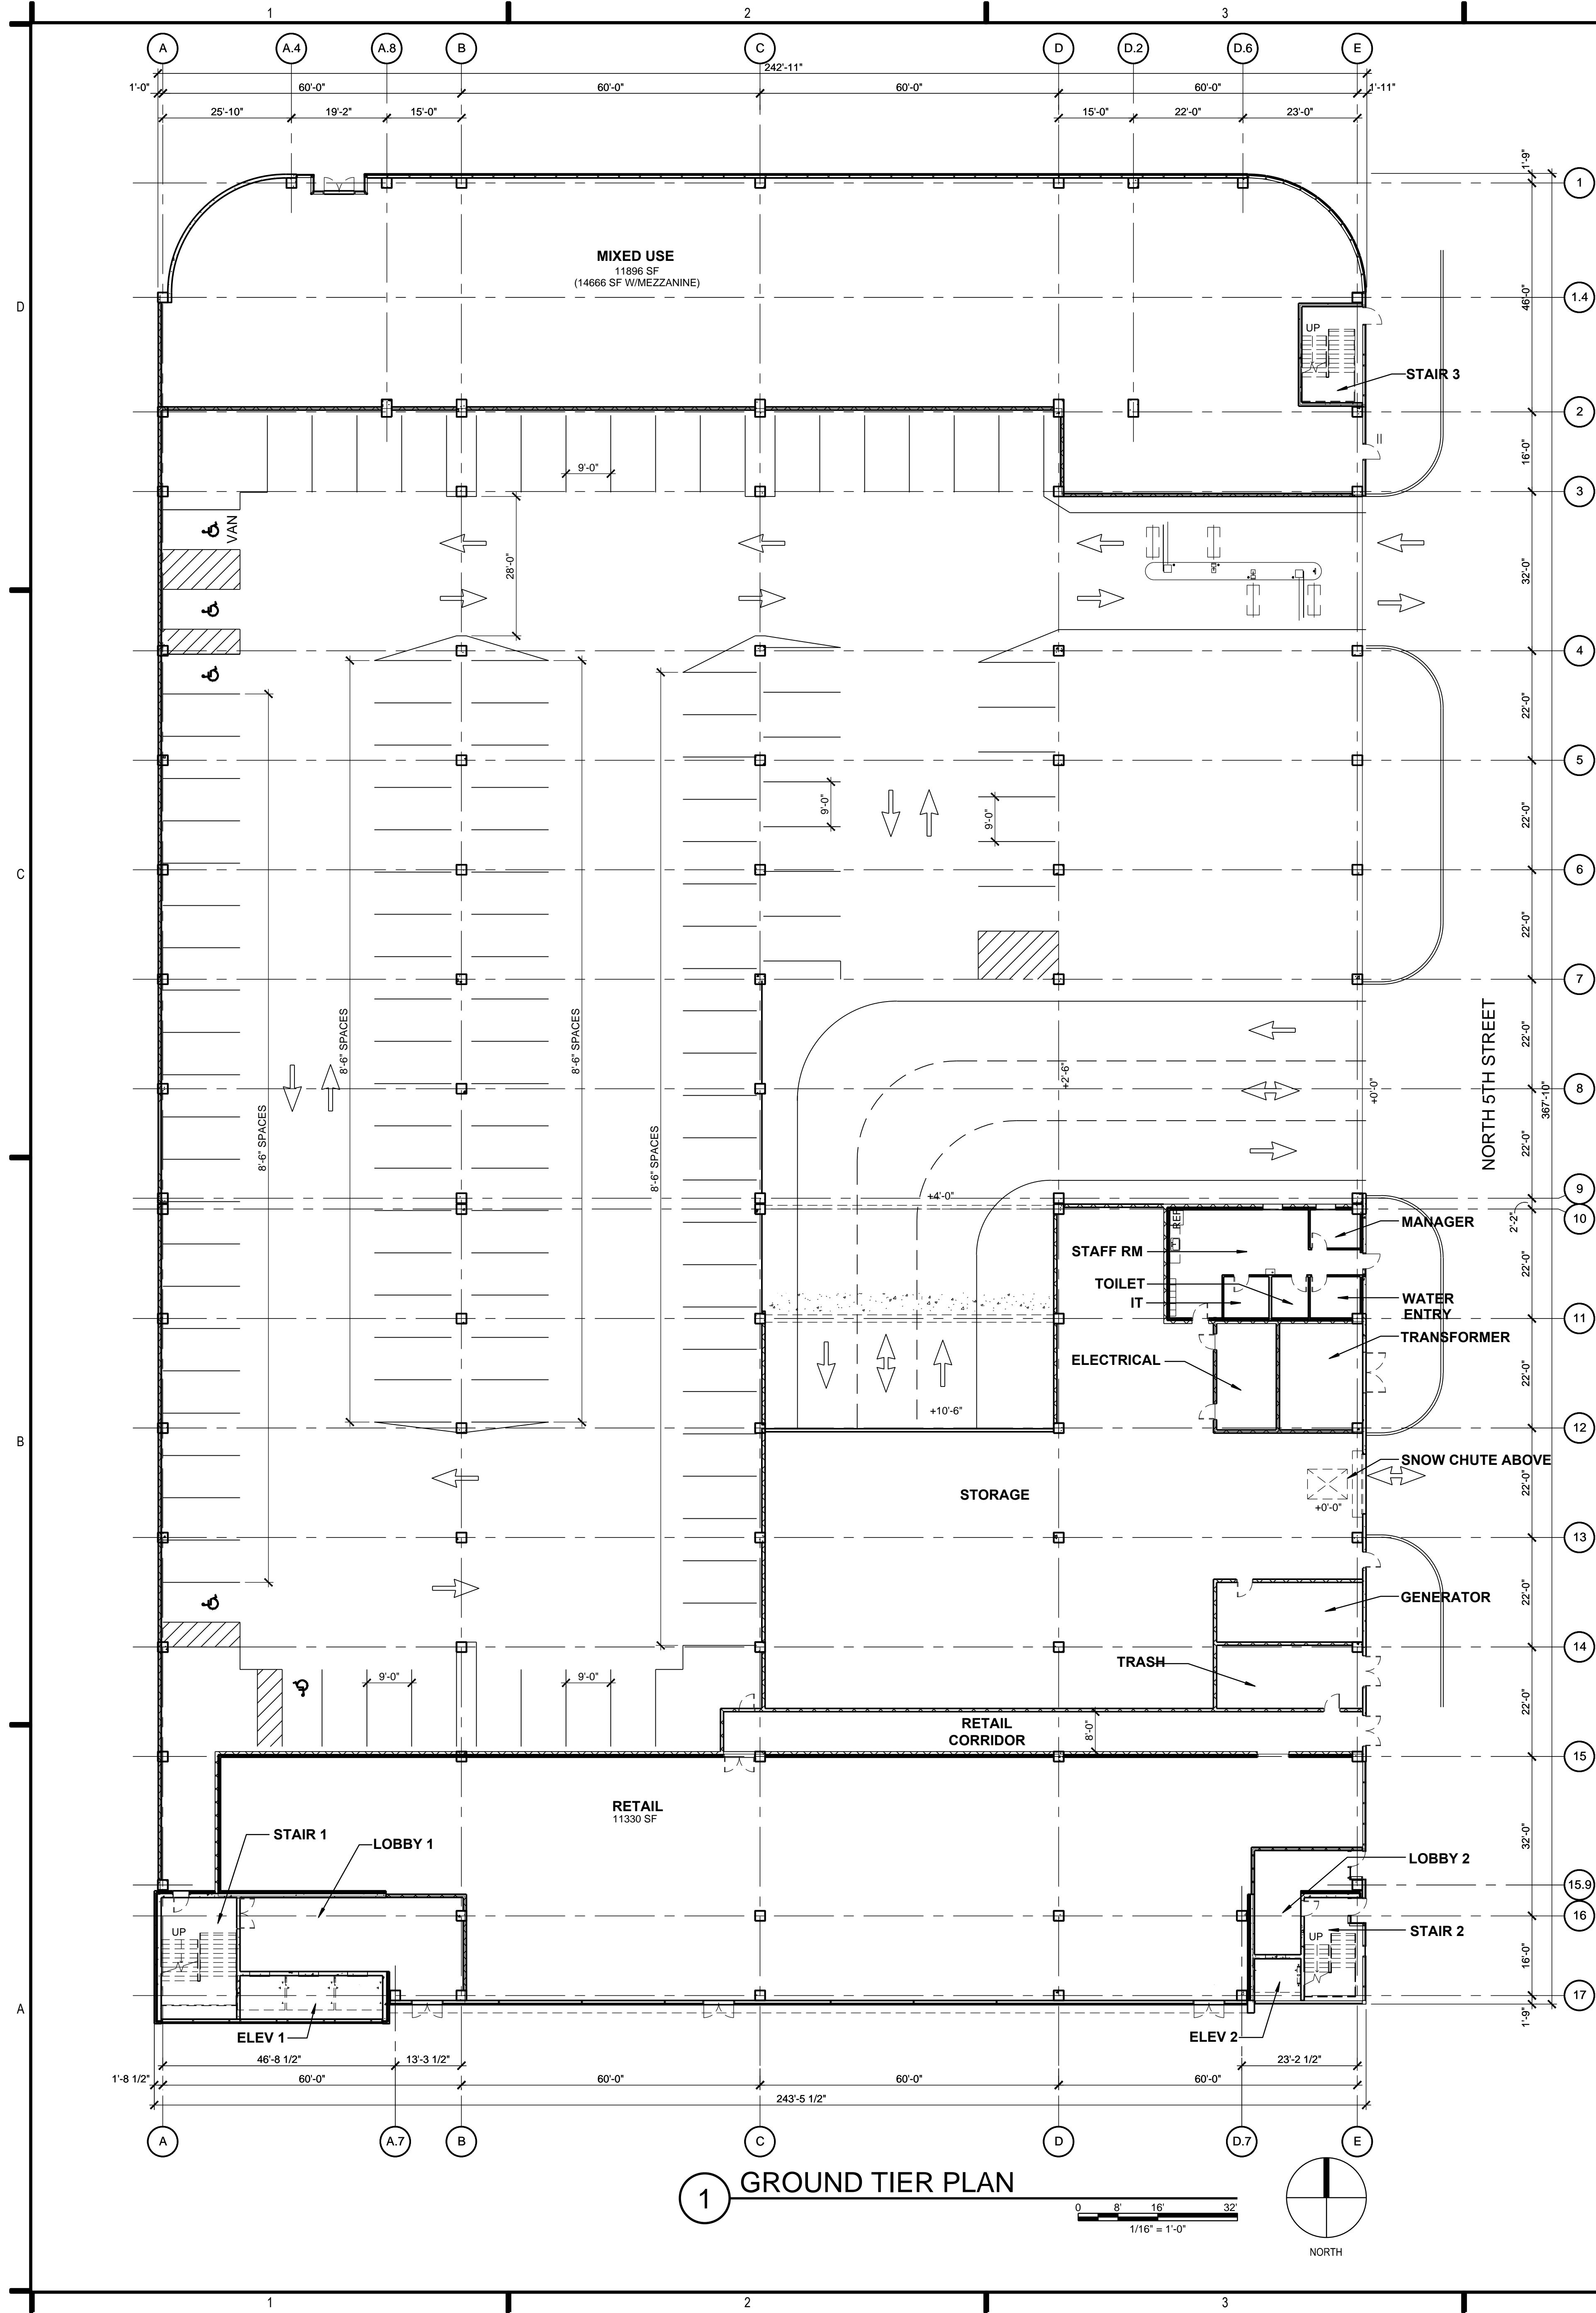 1 2 3
A A.4 A.8 B C D D.2 D.6 E
242'-11"
1'-0" 60'-0" 60'-0" 60'-0" 60'-0" 1'-11"
25'-10" 19'-2" 15'-0" 15'-0" 22'-0" 23'-0"
1'-9"
1
MIXED USE
11896 SF
(14666 SF W/MEZZANINE)
D
46'-0"
1.4
UP
STAIR 3
2
9'-0"
16'-0"
3
VAN
28'-0"
32'-0"
4
22'-0"
5
9'-0"
9'-0"
22'-0"
C
6
22'-0"
7
8'-6" SPACES
8'-6" SPACES
22'-0"
NORTH 5TH STREET
+2'-6"
+0'-0"
8
367'-10"
8'-6" SPACES
8'-6" SPACES
22'-0"
9
+4'-0"
2'-2"
10
REF
MANAGER
STAFF RM
22'-0"
TOILET
IT
WATER
ENTRY
11
TRANSFORMER
ELECTRICAL
22'-0"
+10'-6"
12
B
SNOW CHUTE ABOVE
22'-0"
STORAGE
+0'-0"
13
GENERATOR
22'-0"
14
TRASH
9'-0" 9'-0"
22'-0"
RETAIL
CORRIDOR
8'-0"
15
RETAIL
11330 SF
STAIR 1
LOBBY 1
32'-0"
LOBBY 2
15.9
16
UP
UP
STAIR 2
16'-0"
17
A
1'-9"
ELEV 1
ELEV 2
46'-8 1/2" 13'-3 1/2" 23'-2 1/2"
1'-8 1/2" 60'-0" 60'-0" 60'-0" 60'-0"
243'-5 1/2"
A A.7 B C D D.7 E
1 GROUND TIER PLAN
0 8' 16' 32'
1/16" = 1'-0"
NORTH
1 2 3